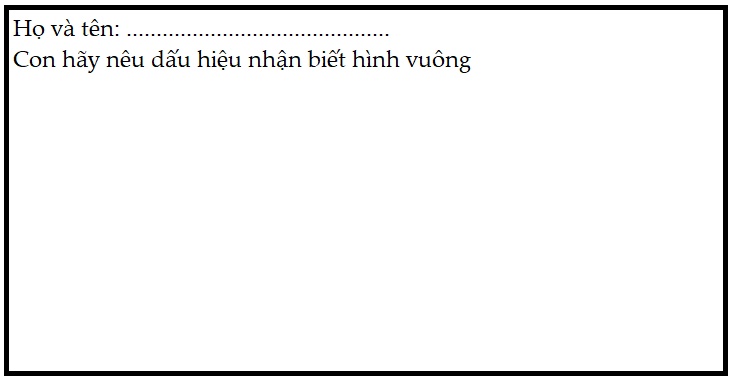 Họ và tên: ............................................
Con hãy nêu dấu hiệu nhận biết hình vuông